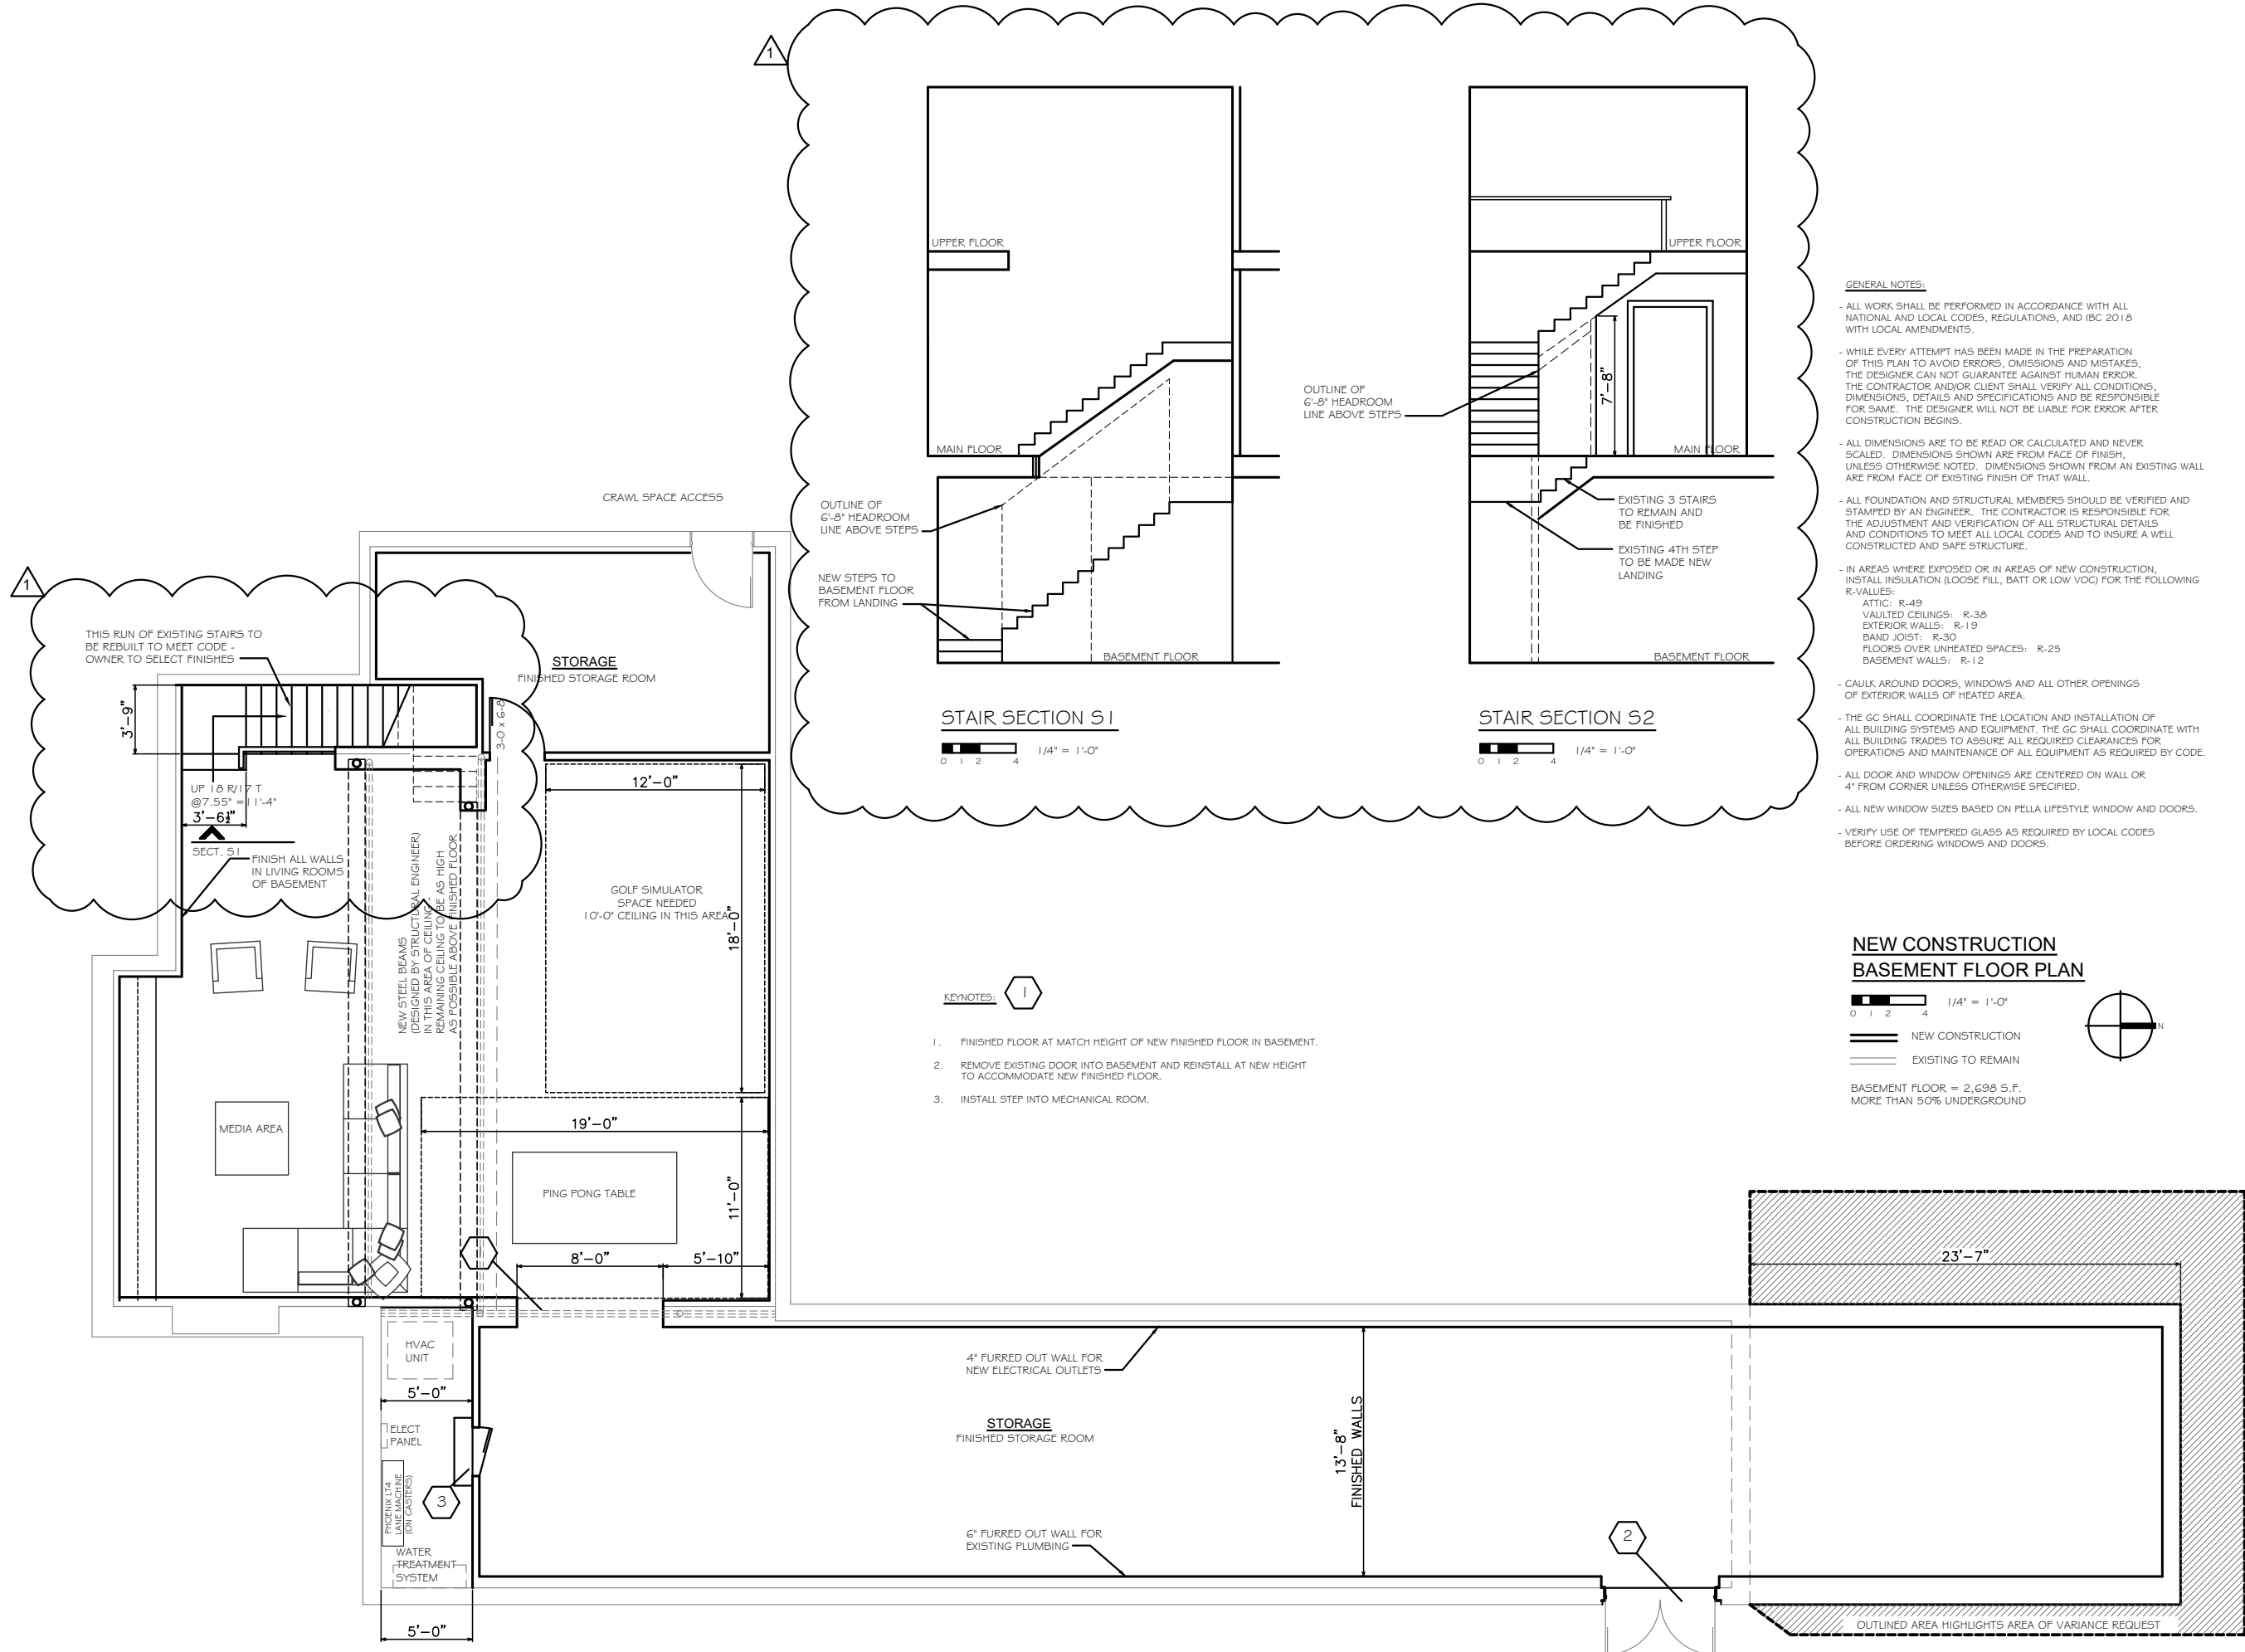 1
UPPER FLOOR
MAIN FLOOR
OUTLINE OF
6'-8" HEADROOM
LINE ABOVE STEPS
NEW STEPS TO
BASEMENT FLOOR
FROM LANDING
BASEMENT FLOOR
STAIR SECTION S1
0 1 2 4
1/4" = 1'-0"
UPPER FLOOR
OUTLINE OF
6'-8" HEADROOM
LINE ABOVE STEPS
7'-8"
MAIN FLOOR
EXISTING 3 STAIRS
TO REMAIN AND
BE FINISHED
EXISTING 4TH STEP
TO BE MADE NEW
LANDING
BASEMENT FLOOR
STAIR SECTION S2
0 1 2 4
1/4" = 1'-0"
GENERAL NOTES:
- ALL WORK SHALL BE PERFORMED IN ACCORDANCE WITH ALL
NATIONAL AND LOCAL CODES, REGULATIONS, AND IBC 2018
WITH LOCAL AMENDMENTS.
- WHILE EVERY ATTEMPT HAS BEEN MADE IN THE PREPARATION
OF THIS PLAN TO AVOID ERRORS, OMISSIONS AND MISTAKES,
THE DESIGNER CAN NOT GUARANTEE AGAINST HUMAN ERROR.
THE CONTRACTOR AND/OR CLIENT SHALL VERIFY ALL CONDITIONS,
DIMENSIONS, DETAILS AND SPECIFICATIONS AND BE RESPONSIBLE
FOR SAME. THE DESIGNER WILL NOT BE LIABLE FOR ERROR AFTER
CONSTRUCTION BEGINS.
- ALL DIMENSIONS ARE TO BE READ OR CALCULATED AND NEVER
SCALED. DIMENSIONS SHOWN ARE FROM FACE OF FINISH,
UNLESS OTHERWISE NOTED. DIMENSIONS SHOWN FROM AN EXISTING WALL
ARE FROM FACE OF EXISTING FINISH OF THAT WALL.
- ALL FOUNDATION AND STRUCTURAL MEMBERS SHOULD BE VERIFIED AND
STAMPED BY AN ENGINEER. THE CONTRACTOR IS RESPONSIBLE FOR
THE ADJUSTMENT AND VERIFICATION OF ALL STRUCTURAL DETAILS
AND CONDITIONS TO MEET ALL LOCAL CODES AND TO INSURE A WELL
CONSTRUCTED AND SAFE STRUCTURE.
- IN AREAS WHERE EXPOSED OR IN AREAS OF NEW CONSTRUCTION,
INSTALL INSULATION (LOOSE FILL, BATT OR LOW VOC) FOR THE FOLLOWING
R-VALUES:
ATTIC: R-49
VAULTED CEILINGS: R-38
EXTERIOR WALLS: R-19
BAND JOIST: R-30
FLOORS OVER UNHEATED SPACES: R-25
BASEMENT WALLS: R-12
- CAULK AROUND DOORS, WINDOWS AND ALL OTHER OPENINGS
OF EXTERIOR WALLS OF HEATED AREA.
- THE GC SHALL COORDINATE THE LOCATION AND INSTALLATION OF
ALL BUILDING SYSTEMS AND EQUIPMENT. THE GC SHALL COORDINATE WITH
ALL BUILDING TRADES TO ASSURE ALL REQUIRED CLEARANCES FOR
OPERATIONS AND MAINTENANCE OF ALL EQUIPMENT AS REQUIRED BY CODE.
- ALL DOOR AND WINDOW OPENINGS ARE CENTERED ON WALL OR
4" FROM CORNER UNLESS OTHERWISE SPECIFIED.
- ALL NEW WINDOW SIZES BASED ON PELLA LIFESTYLE WINDOW AND DOORS.
- VERIFY USE OF TEMPERED GLASS AS REQUIRED BY LOCAL CODES
BEFORE ORDERING WINDOWS AND DOORS.
NEW CONSTRUCTION
BASEMENT FLOOR PLAN
0 1 2 4
1/4" = 1'-0"
N
NEW CONSTRUCTION
EXISTING TO REMAIN
BASEMENT FLOOR = 2,698 S.F.
MORE THAN 50% UNDERGROUND
CRAWL SPACE ACCESS
1
THIS RUN OF EXISTING STAIRS TO
BE REBUILT TO MEET CODE -
OWNER TO SELECT FINISHES
STORAGE
FINISHED STORAGE ROOM
3'-9"
3-0 x 6-8
UP 18 R/17 T
@7.55" = 11'-4"
3'-6½"
SECT. S1
FINISH ALL WALLS
IN LIVING ROOMS
OF BASEMENT
12'-0"
18'-0"
GOLF SIMULATOR
SPACE NEEDED
10'-0" CEILING IN THIS AREA
NEW STEEL BEAMS
(DESIGNED BY STRUCTURAL ENGINEER)
IN THIS AREA OF CEILING -
REMAINING CEILING TO BE AS HIGH
AS POSSIBLE ABOVE FINISHED FLOOR
KEYNOTES: 1
1. FINISHED FLOOR AT MATCH HEIGHT OF NEW FINISHED FLOOR IN BASEMENT.
2. REMOVE EXISTING DOOR INTO BASEMENT AND REINSTALL AT NEW HEIGHT
TO ACCOMMODATE NEW FINISHED FLOOR.
3. INSTALL STEP INTO MECHANICAL ROOM.
MEDIA AREA
19'-0"
PING PONG TABLE
11'-0"
8'-0"
5'-10"
23'-7"
HVAC
UNIT
5'-0"
ELECT
PANEL
PHOENIX LT4
LANE MACHINE
(ON CASTERS)
3
WATER
TREATMENT
SYSTEM
5'-0"
4" FURRED OUT WALL FOR
NEW ELECTRICAL OUTLETS
STORAGE
FINISHED STORAGE ROOM
13'-8"
FINISHED WALLS
6" FURRED OUT WALL FOR
EXISTING PLUMBING
2
OUTLINED AREA HIGHLIGHTS AREA OF VARIANCE REQUEST